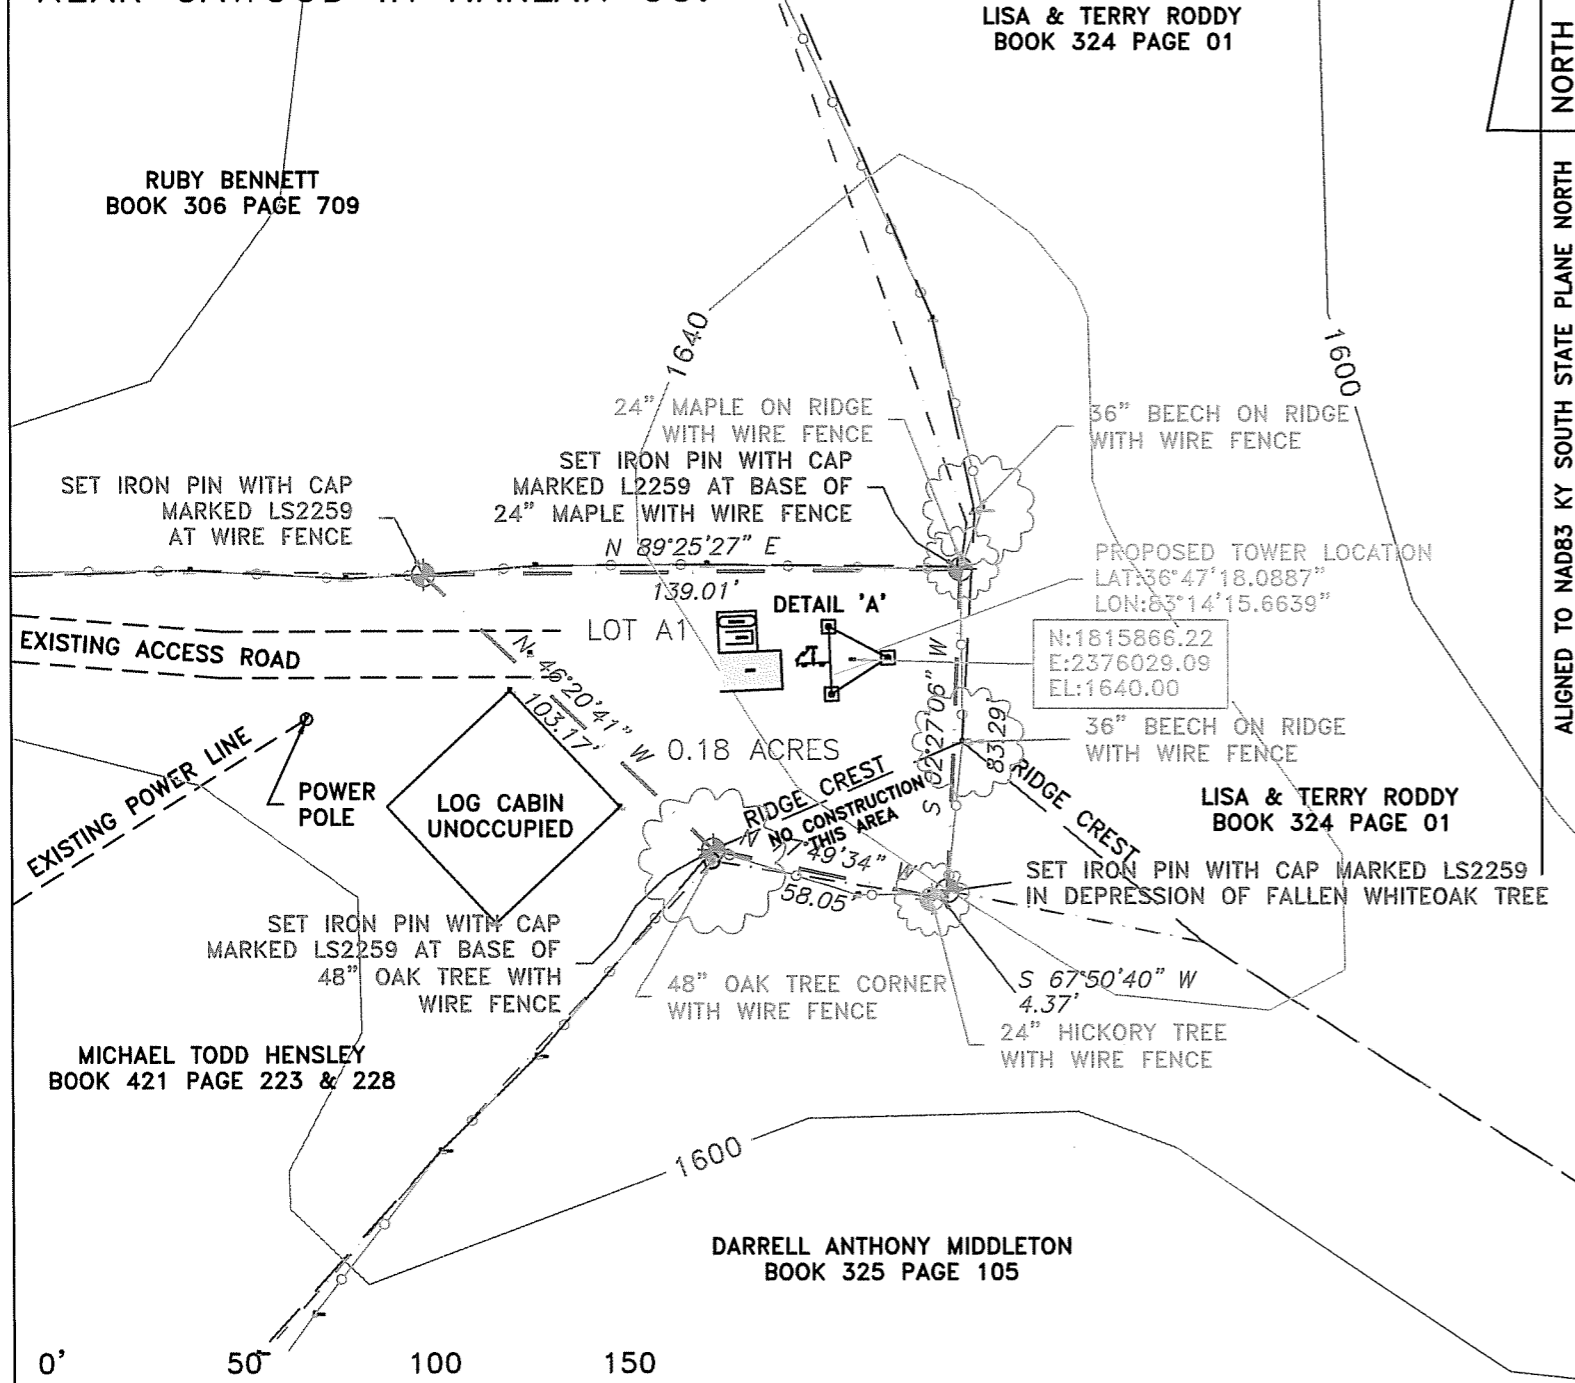 LISA & TERRY RODDY
BOOK 324 PAGE 01
NORTH
ALIGNED TO NAD83 KY SOUTH STATE PLANE NORTH
RUBY BENNETT
BOOK 306 PAGE 709
1640
1600
24" MAPLE ON RIDGE
WITH WIRE FENCE
36" BEECH ON RIDGE
WITH WIRE FENCE
SET IRON PIN WITH CAP
MARKED L2259 AT BASE OF
24" MAPLE WITH WIRE FENCE
SET IRON PIN WITH CAP
MARKED LS2259
AT WIRE FENCE
N 89°25'27" E
139.01'
PROPOSED TOWER LOCATION
LAT:36°47'18.0887"
LON:83°14'15.6639"
DETAIL 'A'
LOT A1
N:1815866.22
E:2376029.09
EL:1640.00
EXISTING ACCESS ROAD
N 46°20'41" W
103.17'
S 02°27'06" W
83.29'
36" BEECH ON RIDGE
WITH WIRE FENCE
0.18 ACRES
EXISTING POWER LINE
POWER
POLE
LOG CABIN
UNOCCUPIED
RIDGE CREST
NO CONSTRUCTION
THIS AREA
RIDGE CREST
LISA & TERRY RODDY
BOOK 324 PAGE 01
N 77°49'34" W
58.05'
SET IRON PIN WITH CAP MARKED LS2259
IN DEPRESSION OF FALLEN WHITEOAK TREE
SET IRON PIN WITH CAP
MARKED LS2259 AT BASE OF
48" OAK TREE WITH
WIRE FENCE
48" OAK TREE CORNER
WITH WIRE FENCE
S 67°50'40" W
4.37'
24" HICKORY TREE
WITH WIRE FENCE
MICHAEL TODD HENSLEY
BOOK 421 PAGE 223 & 228
1600
DARRELL ANTHONY MIDDLETON
BOOK 325 PAGE 105
0' 50 100 150